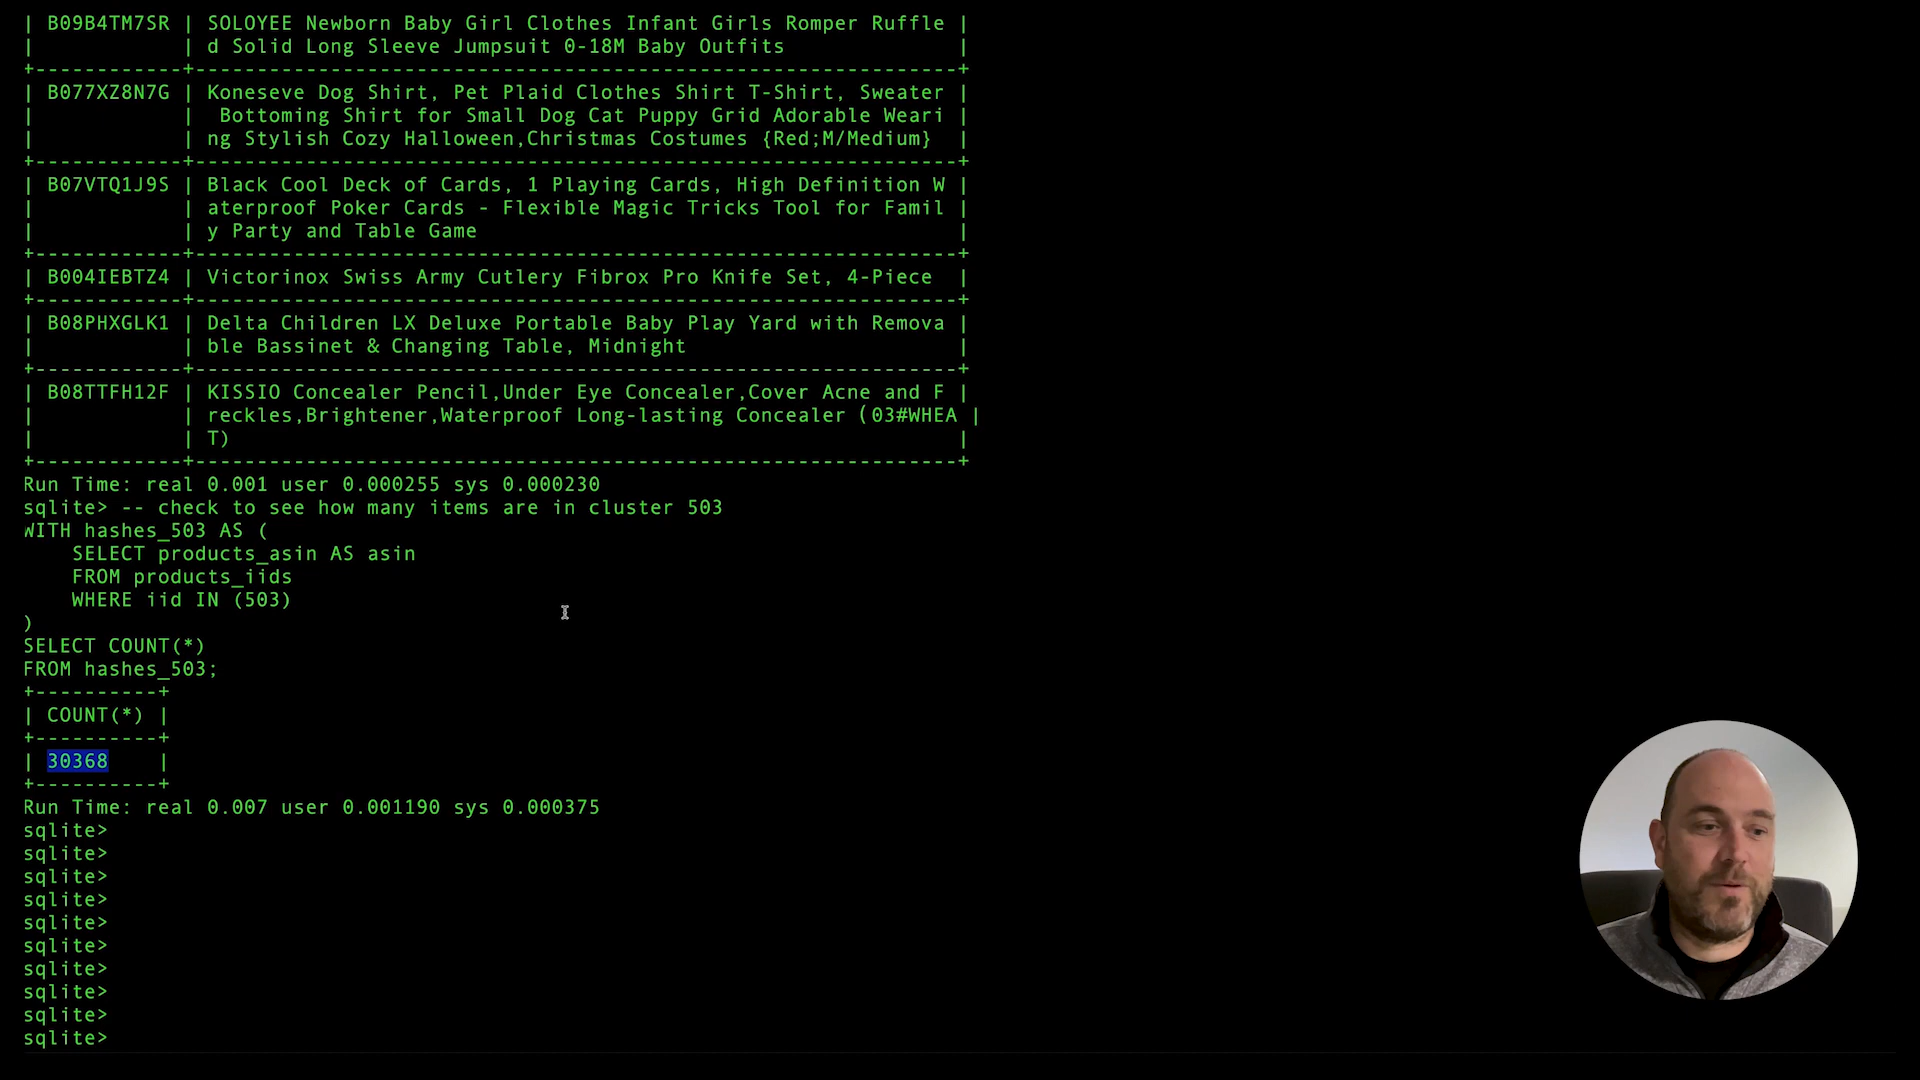 | B09B4TM7SR | SOLOYEE Newborn Baby Girl Clothes Infant Girls Romper Ruffle |
|            | d Solid Long Sleeve Jumpsuit 0-18M Baby Outfits              |
+------------+--------------------------------------------------------------+
| B077XZ8N7G | Koneseve Dog Shirt, Pet Plaid Clothes Shirt T-Shirt, Sweater |
|            |  Bottoming Shirt for Small Dog Cat Puppy Grid Adorable Weari |
|            | ng Stylish Cozy Halloween,Christmas Costumes {Red;M/Medium}  |
+------------+--------------------------------------------------------------+
| B07VTQ1J9S | Black Cool Deck of Cards, 1 Playing Cards, High Definition W |
|            | aterproof Poker Cards - Flexible Magic Tricks Tool for Famil |
|            | y Party and Table Game                                       |
+------------+--------------------------------------------------------------+
| B004IEBTZ4 | Victorinox Swiss Army Cutlery Fibrox Pro Knife Set, 4-Piece  |
+------------+--------------------------------------------------------------+
| B08PHXGLK1 | Delta Children LX Deluxe Portable Baby Play Yard with Remova |
|            | ble Bassinet & Changing Table, Midnight                      |
+------------+--------------------------------------------------------------+
| B08TTFH12F | KISSIO Concealer Pencil,Under Eye Concealer,Cover Acne and F |
|            | reckles,Brightener,Waterproof Long-lasting Concealer (03#WHEA |
|            | T)                                                           |
+------------+--------------------------------------------------------------+
Run Time: real 0.001 user 0.000255 sys 0.000230
sqlite> -- check to see how many items are in cluster 503
WITH hashes_503 AS (
    SELECT products_asin AS asin
    FROM products_iids
    WHERE iid IN (503)
)
SELECT COUNT(*)
FROM hashes_503;
+----------+
| COUNT(*) |
+----------+
| 30368    |
+----------+
Run Time: real 0.007 user 0.001190 sys 0.000375
sqlite>
sqlite>
sqlite>
sqlite>
sqlite>
sqlite>
sqlite>
sqlite>
sqlite>
sqlite>